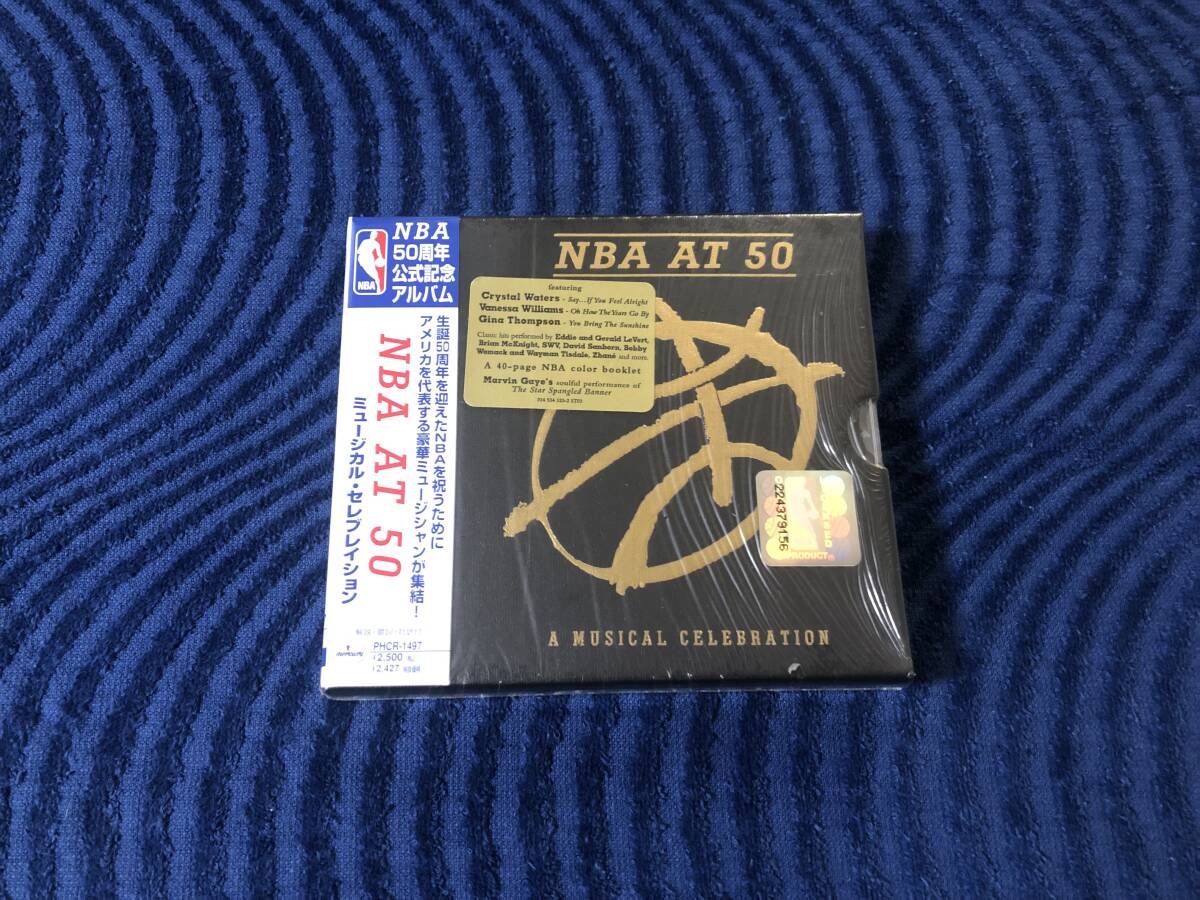 NBA
50周年
公式記念
アルバム
NBA
生誕50周年を迎えたNBAを祝うために
アメリカを代表する豪華ミュージシャンが集結!
NBA AT 50
ミュージカル・セレブレイション
PHCR-1497
¥2,500
¥2,427
NBA AT 50
featuring
Crystal Waters - Say...If You Feel Alright
Vanessa Williams - Oh How The Years Go By
Gina Thompson - You Bring The Sunshine
Classic hits performed by Eddie and Gerald LeVert,
Brian McKnight, SWV, David Sanborn, Bobby
Womack and Wayman Tisdale, Zhané and more.
A 40-page NBA color booklet
Marvin Gaye's soulful performance of
The Star Spangled Banner
224379156
PRODUCT
A MUSICAL CELEBRATION